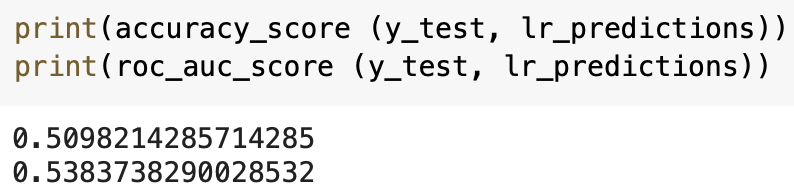 print(accuracy_score (y_test, lr_predictions))
print(roc_auc_score (y_test, lr_predictions))
0.5098214285714285
0.5383738290028532